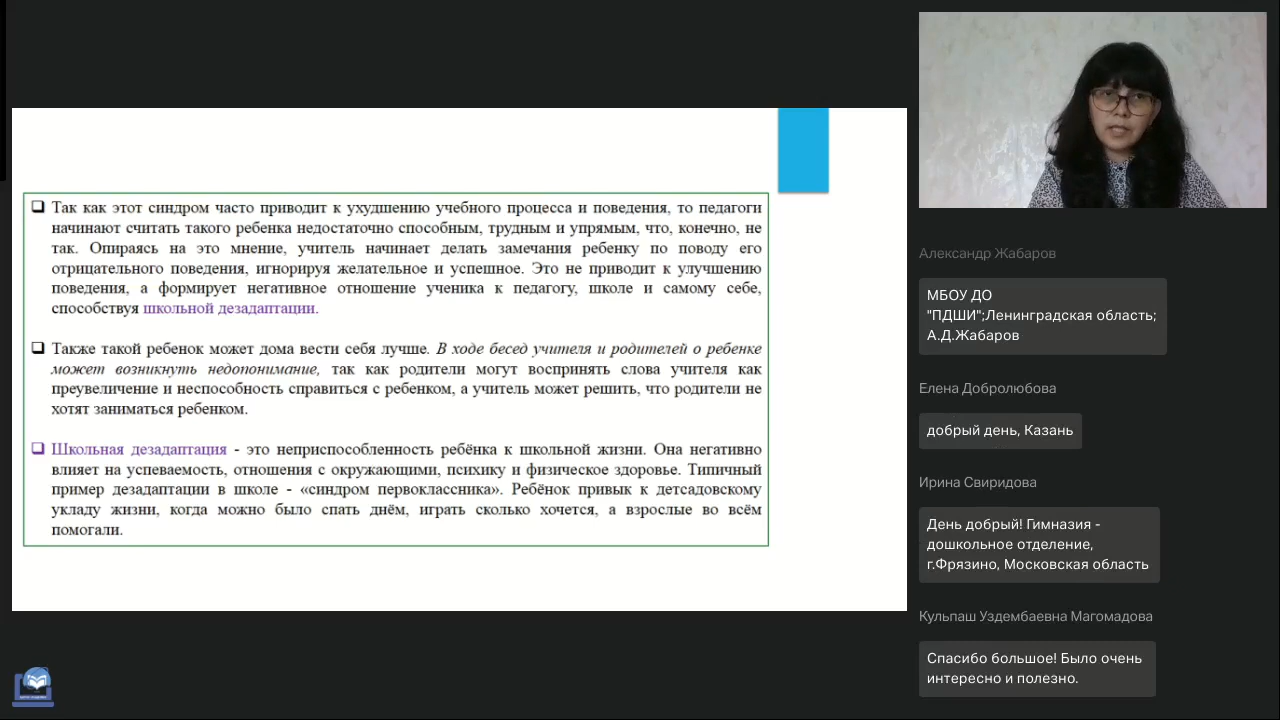 Так как этот синдром часто приводит к ухудшению учебного процесса и поведения, то педагоги
начинают считать такого ребенка недостаточно способным, трудным и упрямым, что, конечно, не
так. Опираясь на это мнение, учитель начинает делать замечания ребенку по поводу его
отрицательного поведения, игнорируя желательное и успешное. Это не приводит к улучшению
поведения, а формирует негативное отношение ученика к педагогу, школе и самому себе,
способствуя школьной дезадаптации.
Также такой ребенок может дома вести себя лучше. В ходе бесед учителя и родителей о ребенке
может возникнуть недопонимание, так как родители могут воспринять слова учителя как
преувеличение и неспособность справиться с ребенком, а учитель может решить, что родители не
хотят заниматься ребенком.
Школьная дезадаптация - это неприспособленность ребёнка к школьной жизни. Она негативно
влияет на успеваемость, отношения с окружающими, психику и физическое здоровье. Типичный
пример дезадаптации в школе - «синдром первоклассника». Ребёнок привык к детсадовскому
укладу жизни, когда можно было спать днём, играть сколько хочется, а взрослые во всём
помогали.
Александр Жабаров
МБОУ ДО
"ПДШИ";Ленинградская область;
А.Д.Жабаров
Елена Добролюбова
добрый день, Казань
Ирина Свиридова
День добрый! Гимназия -
дошкольное отделение,
г.Фрязино, Московская область
Кульпаш Уздембаевна Магомадова
Спасибо большое! Было очень
интересно и полезно.